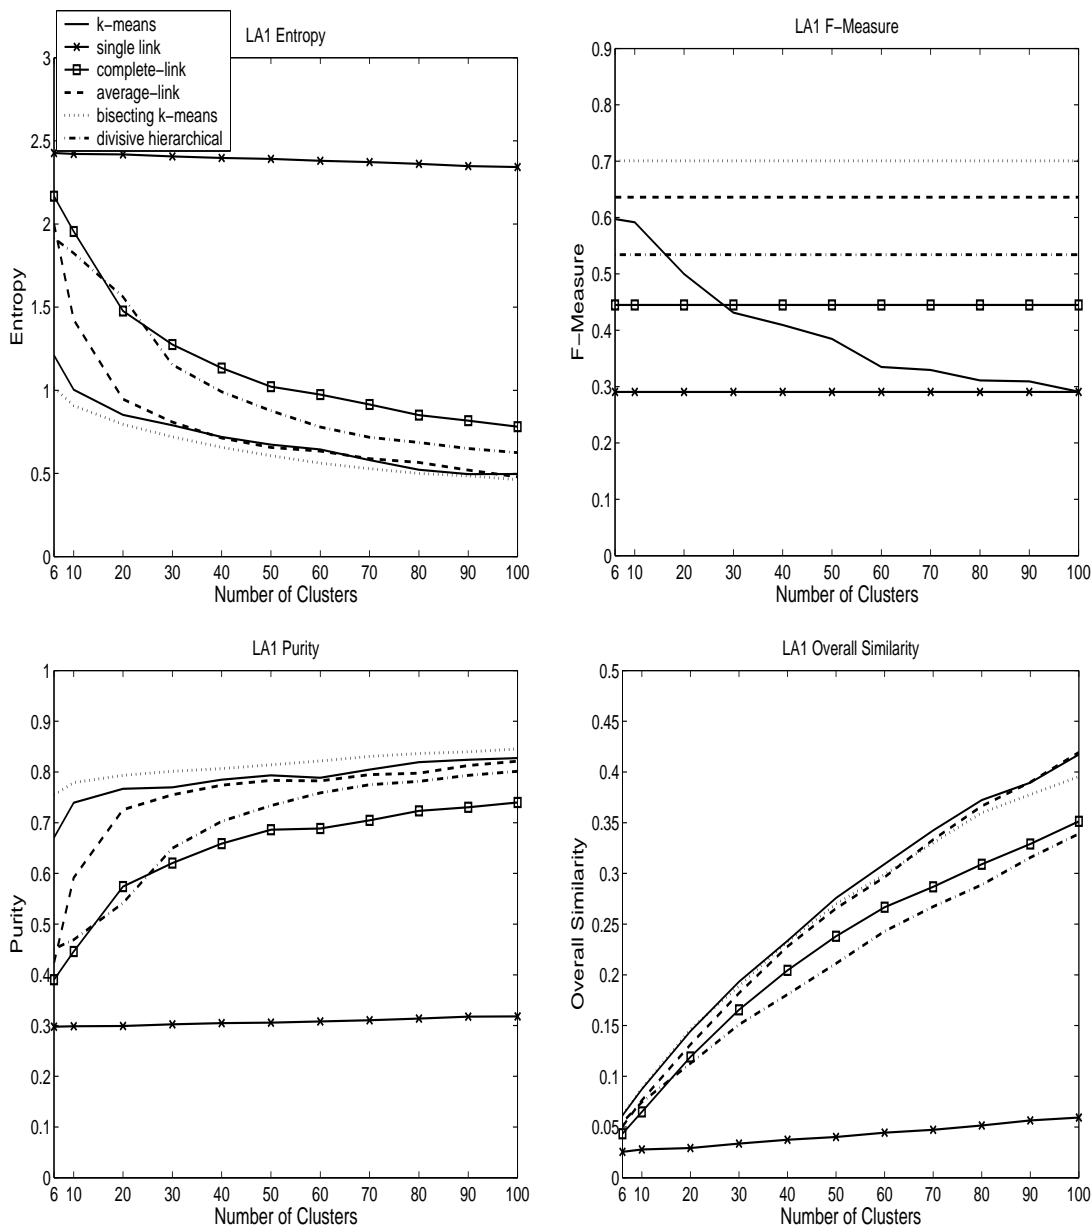 k−means
single link
complete−link
average−link
bisecting k−means
divisive hierarchical
LA1 Entropy
3
2.5
2
1.5
1
0.5
0
Entropy
6 10 20 30 40 50 60 70 80 90 100
Number of Clusters
LA1 F−Measure
0.9
0.8
0.7
0.6
0.5
0.4
0.3
0.2
0.1
0
F−Measure
6 10 20 30 40 50 60 70 80 90 100
Number of Clusters
LA1 Purity
1
0.9
0.8
0.7
0.6
0.5
0.4
0.3
0.2
0.1
0
Purity
6 10 20 30 40 50 60 70 80 90 100
Number of Clusters
LA1 Overall Similarity
0.5
0.45
0.4
0.35
0.3
0.25
0.2
0.15
0.1
0.05
0
Overall Similarity
6 10 20 30 40 50 60 70 80 90 100
Number of Clusters